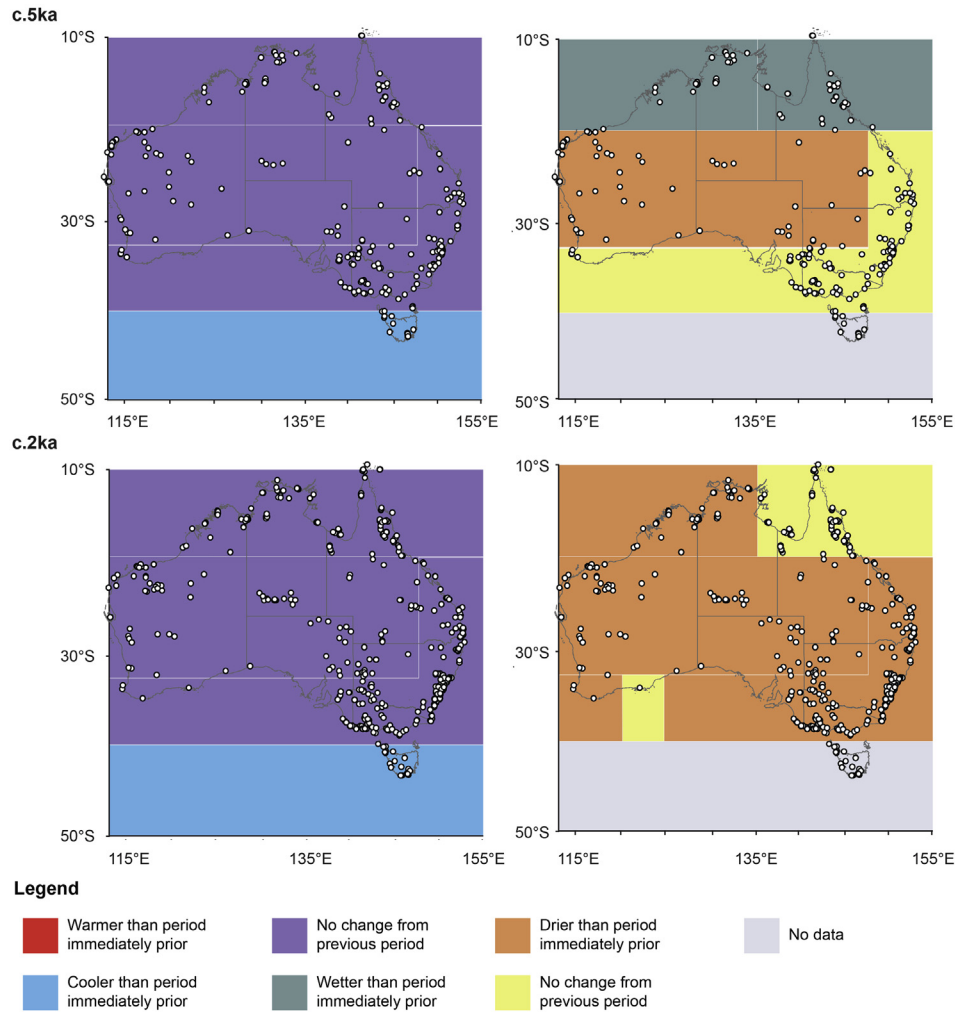 c.5ka
10°S
10°S
30°S
30°S
50°S
50°S
115°E
135°E
155°E
115°E
135°E
155°E
c.2ka
10°S
10°S
30°S
30°S
50°S
50°S
115°E
135°E
155°E
115°E
135°E
155°E
Legend
Warmer than period
immediately prior
No change from
previous period
Drier than period
immediately prior
No data
Cooler than period
immediately prior
Wetter than period
immediately prior
No change from
previous period